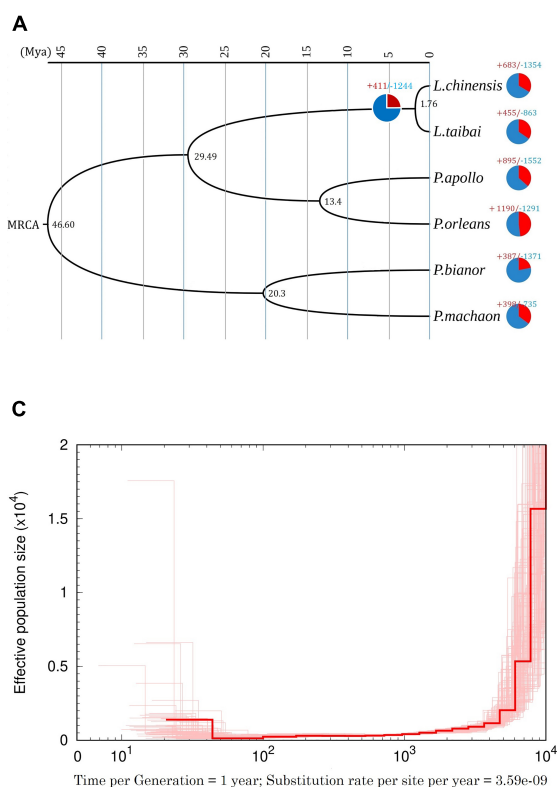 A
(Mya) 45 40 35 30 25 20 15 10 5 0
+683/-1354
+411/-1244
L.chinensis
1.76
+455/-863
L.taibai
29.49
+895/-1552
P.apollo
13.4
+1190/-1291
MRCA 46.60
P.orleans
+387/-1371
P.bianor
20.3
P.machaon
C
2
1.5
1
0.5
0
Effective population size (x10⁴)
0 10¹ 10² 10³ 10⁴
Time per Generation = 1 year; Substitution rate per site per year = 3.59e-09